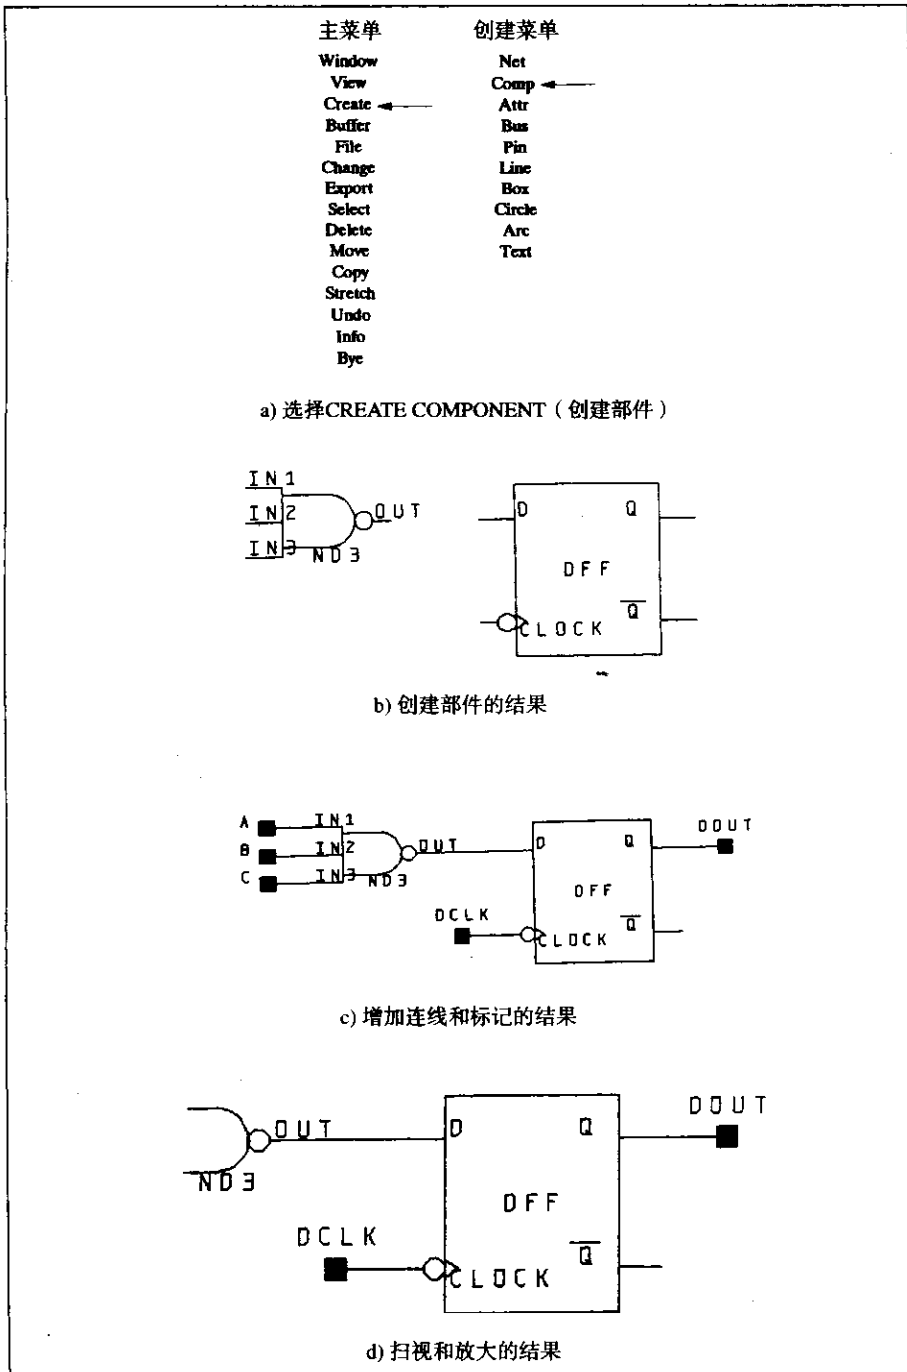 主菜单 创建菜单
Window Net
View Comp
Create Attr
Buffer Bus
File Pin
Change Line
Export Box
Select Circle
Delete Arc
Move Text
Copy
Stretch
Undo
Info
Bye
a) 选择CREATE COMPONENT（创建部件）
IN1
IN2 OUT
IN3 ND3
D Q
DFF
CLOCK Q
b) 创建部件的结果
A IN1
B IN2 OUT
C IN3 ND3
D Q DOUT
DFF
DCLK
CLOCK Q
c) 增加连线和标记的结果
OUT D Q DOUT
ND3
DFF
DCLK
CLOCK Q
d) 扫视和放大的结果